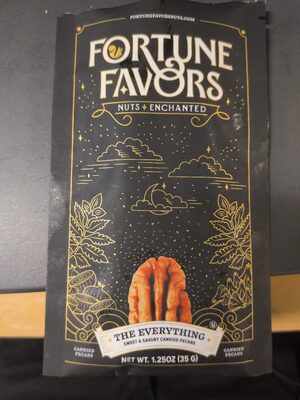 FORTUNEFAVORSNUTS.COM
FORTUNE
FAVORS
NUTS ENCHANTED
THE EVERYTHING
SWEET & SAVORY CANDIED PECANS
CANDIED
PECANS
NET WT. 1.25OZ (35 G)
CANDIED
PECANS